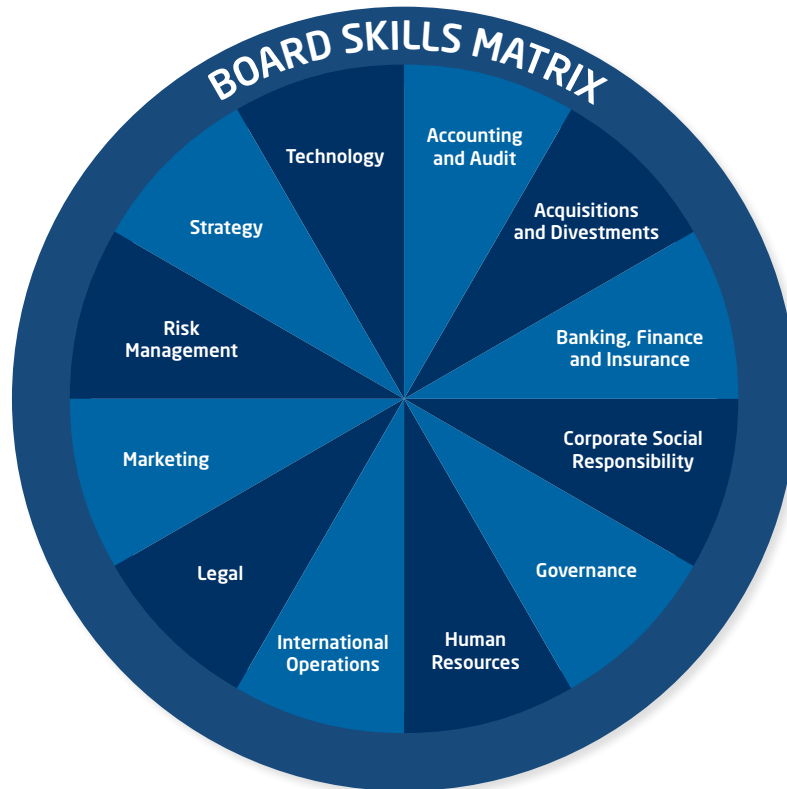 BOARD SKILLS MATRIX
Accounting
and Audit
Acquisitions
and Divestments
Banking, Finance
and Insurance
Corporate Social
Responsibility
Governance
Human
Resources
International
Operations
Legal
Marketing
Risk
Management
Strategy
Technology